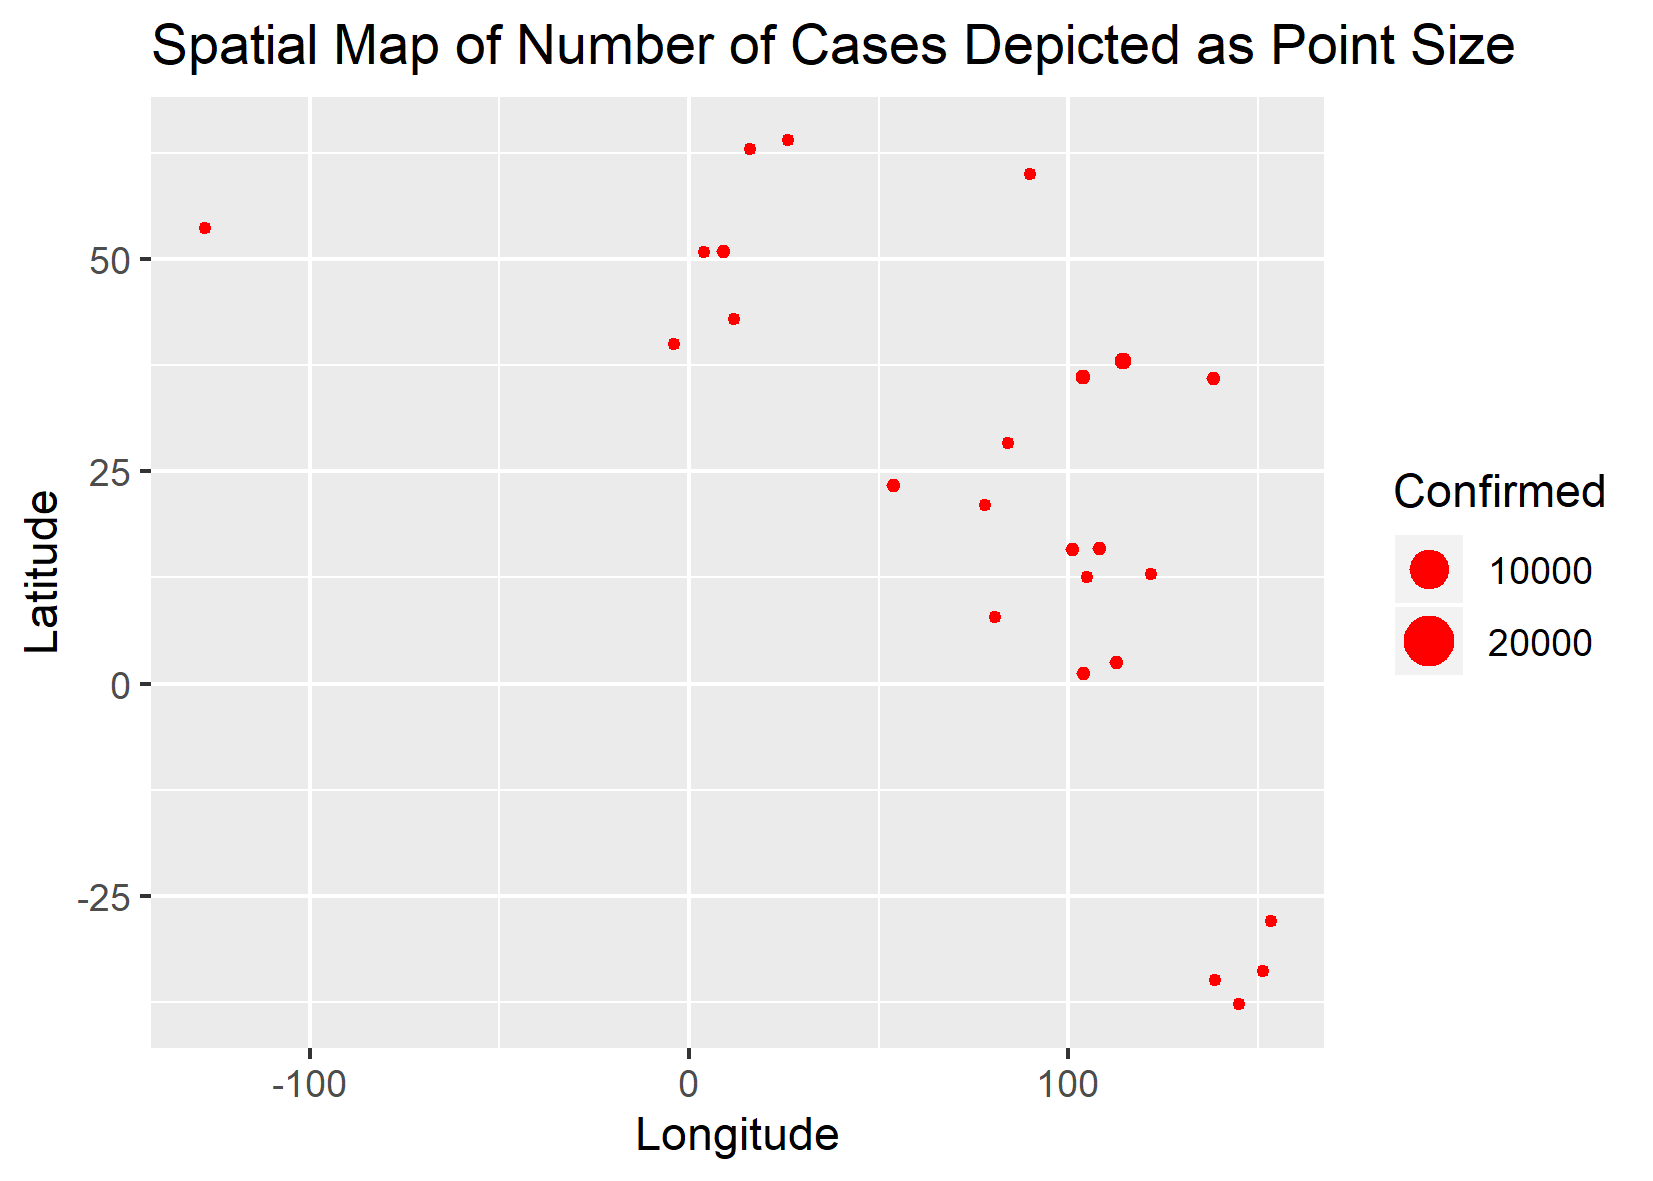 Spatial Map of Number of Cases Depicted as Point Size
Latitude
50
25
0
-25
-100
0
100
Longitude
Confirmed
10000
20000